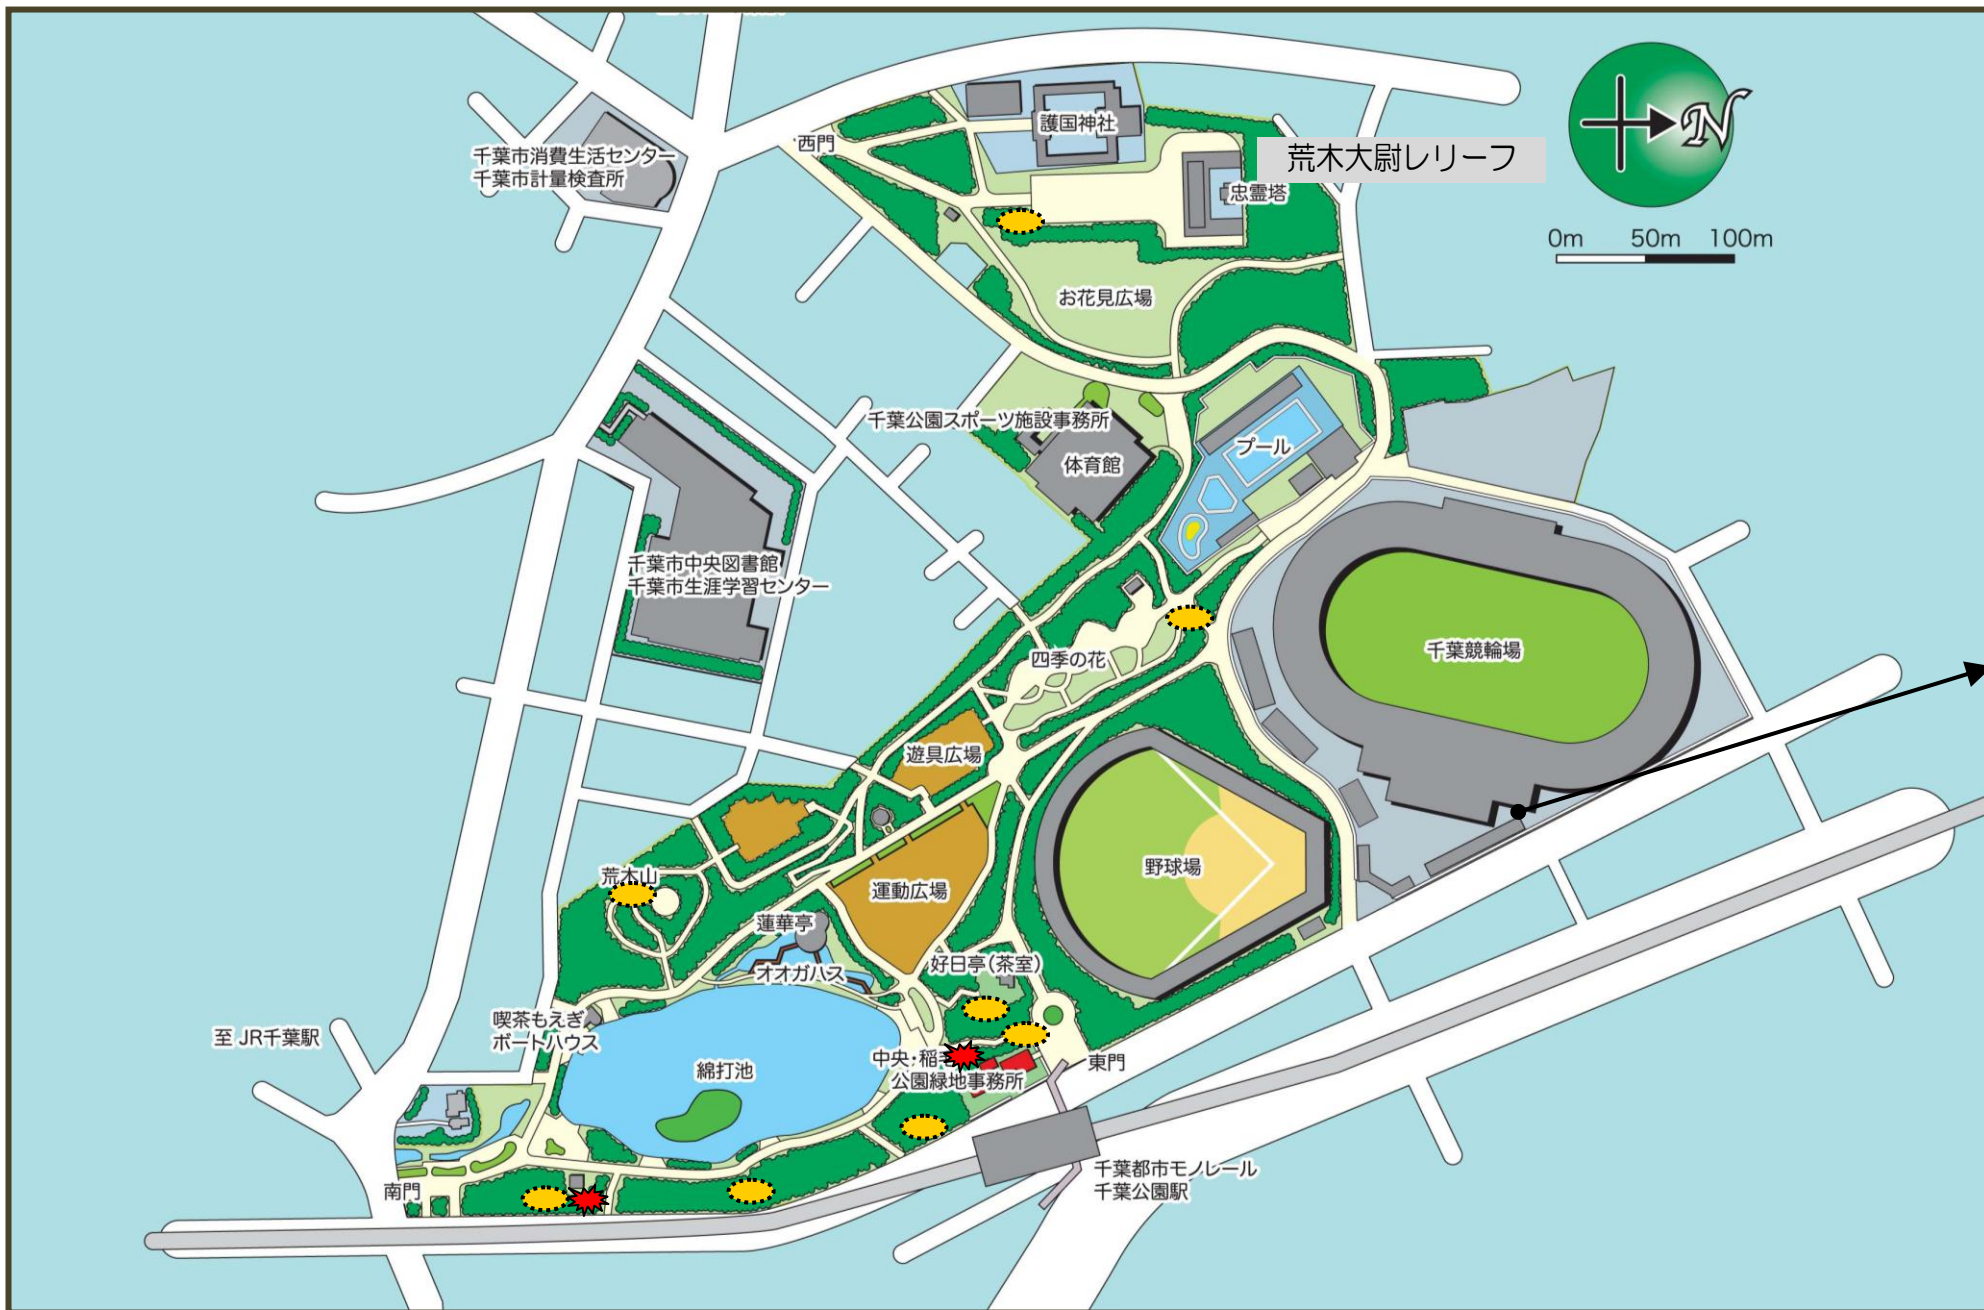 西門
護国神社
千葉市消費生活センター
千葉市計量検査所
荒木大尉レリーフ
N
忠霊塔
0m 50m 100m
お花見広場
千葉公園スポーツ施設事務所
体育館
プール
千葉市中央図書館
千葉市生涯学習センター
四季の花
千葉競輪場
遊具広場
野球場
荒木山
運動広場
蓮華亭
オオガハス
好日亭(茶室)
喫茶もえぎ
ボートハウス
至 JR千葉駅
綿打池
中央・稲毛
公園緑地事務所
東門
千葉都市モノレール
千葉公園駅
南門